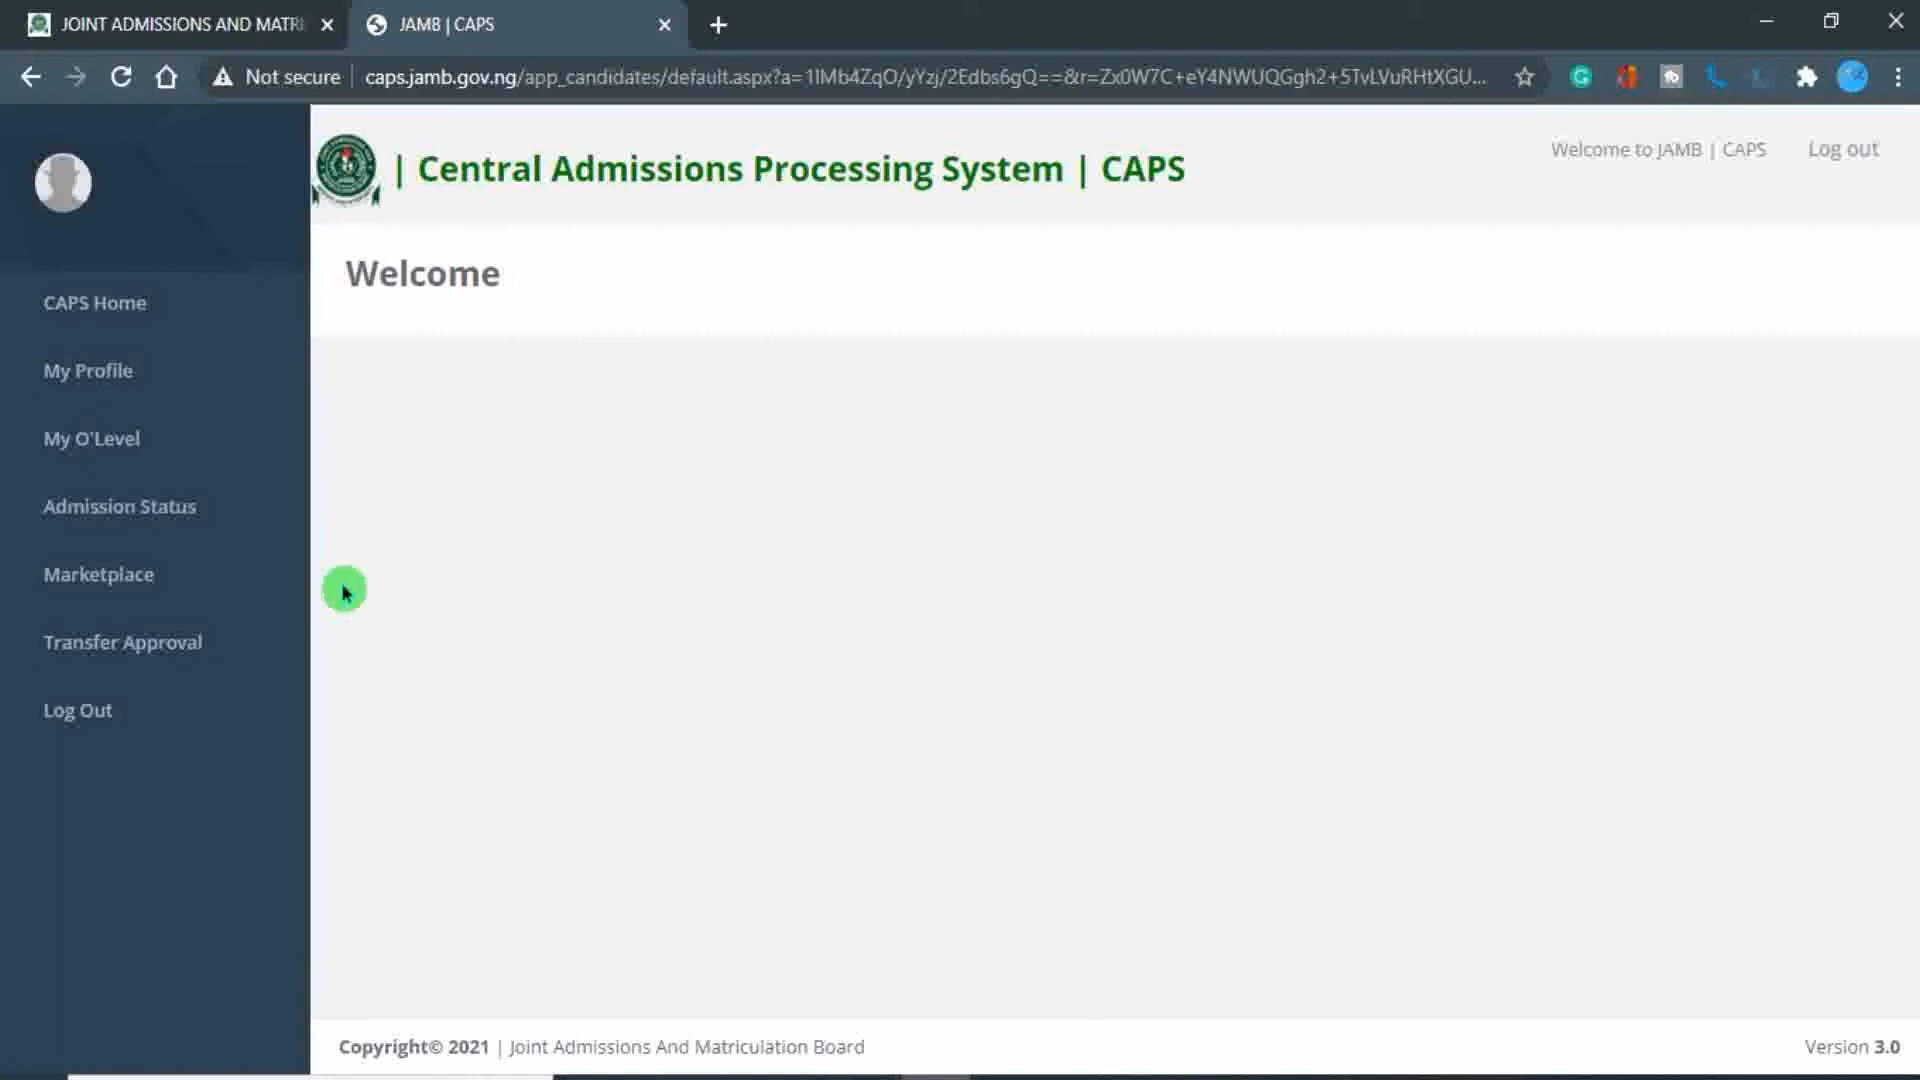 JOINT ADMISSIONS AND MATRI
JAMB | CAPS
Not secure
caps.jamb.gov.ng/app_candidates/default.aspx?a=1IMb4ZqO/yYzj/2Edbs6gQ==&r=Zx0W7C+eY4NWUQGgh2+5TvLVuRHtXGU...
Welcome to JAMB | CAPS
Log out
| Central Admissions Processing System | CAPS
Welcome
CAPS Home
My Profile
My O'Level
Admission Status
Marketplace
Transfer Approval
Log Out
Copyright© 2021 | Joint Admissions And Matriculation Board
Version 3.0